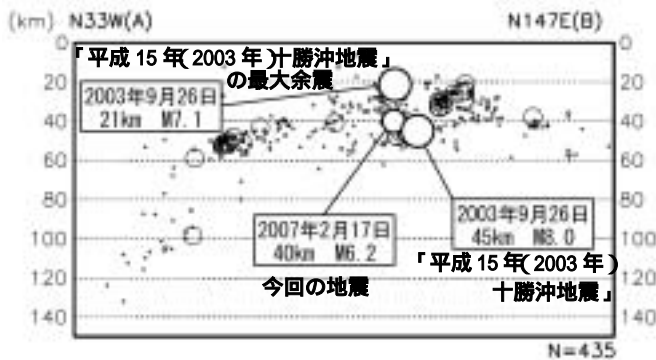 (km) N33W(A) N147E(B)
「平成 15 年(2003 年)十勝沖地震」
の最大余震
2003年9月26日
21km M7.1
2007年2月17日
40km M6.2
今回の地震
2003年9月26日
45km M8.0
「平成 15 年(2003 年)
十勝沖地震」
0 0
20 20
40 40
60 60
80 80
100 100
120 120
140 140
N=435